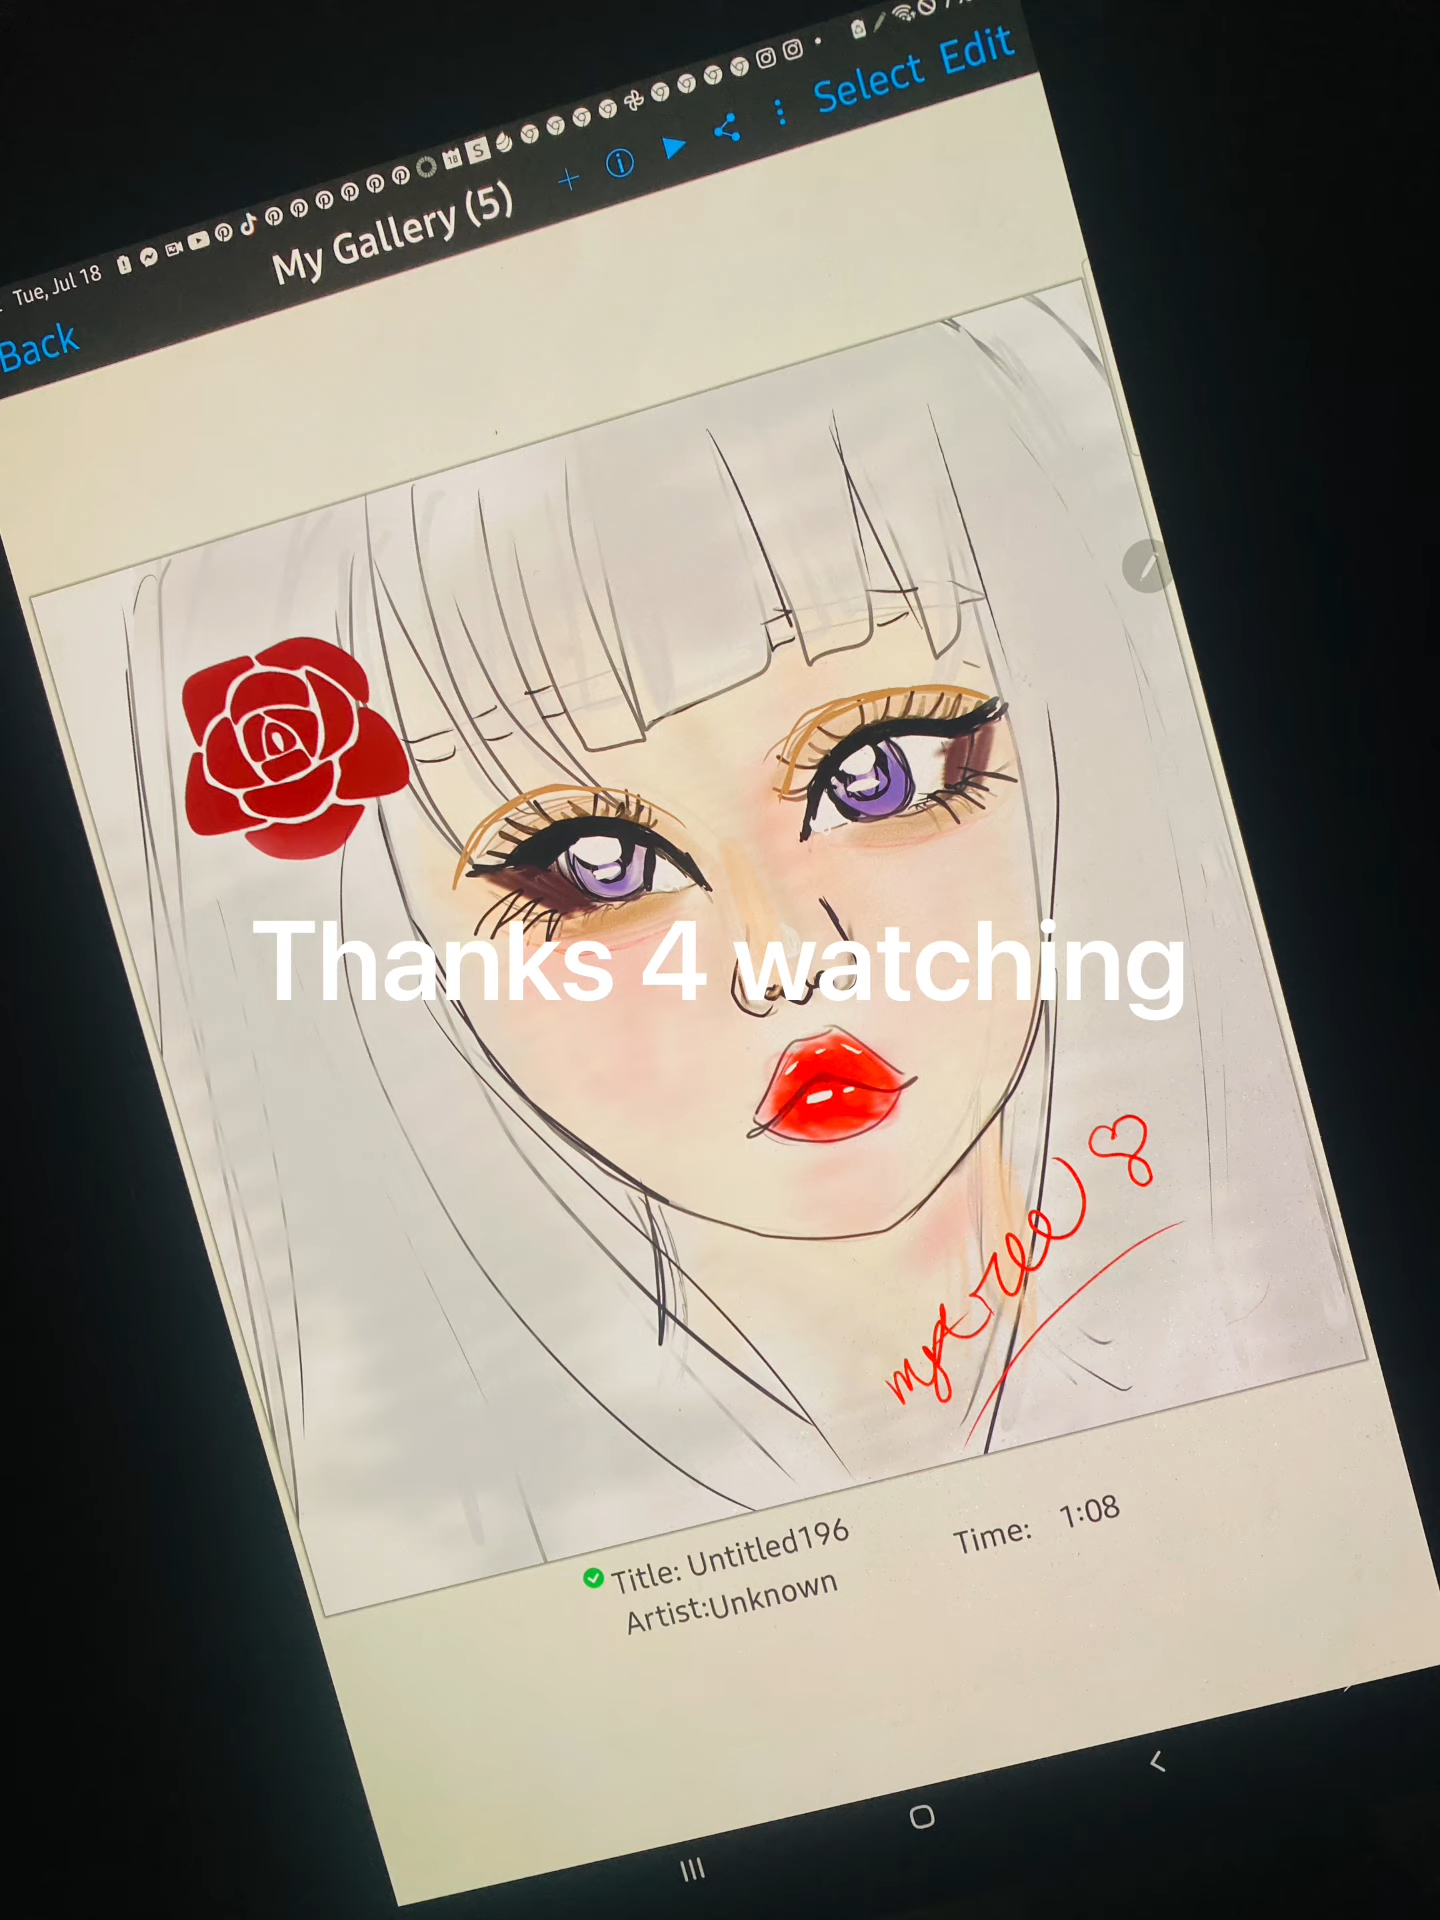 Tue, Jul 18
Select Edit
My Gallery (5)
Back
Thanks 4 watching
Title: Untitled196
Time: 1:08
Artist:Unknown